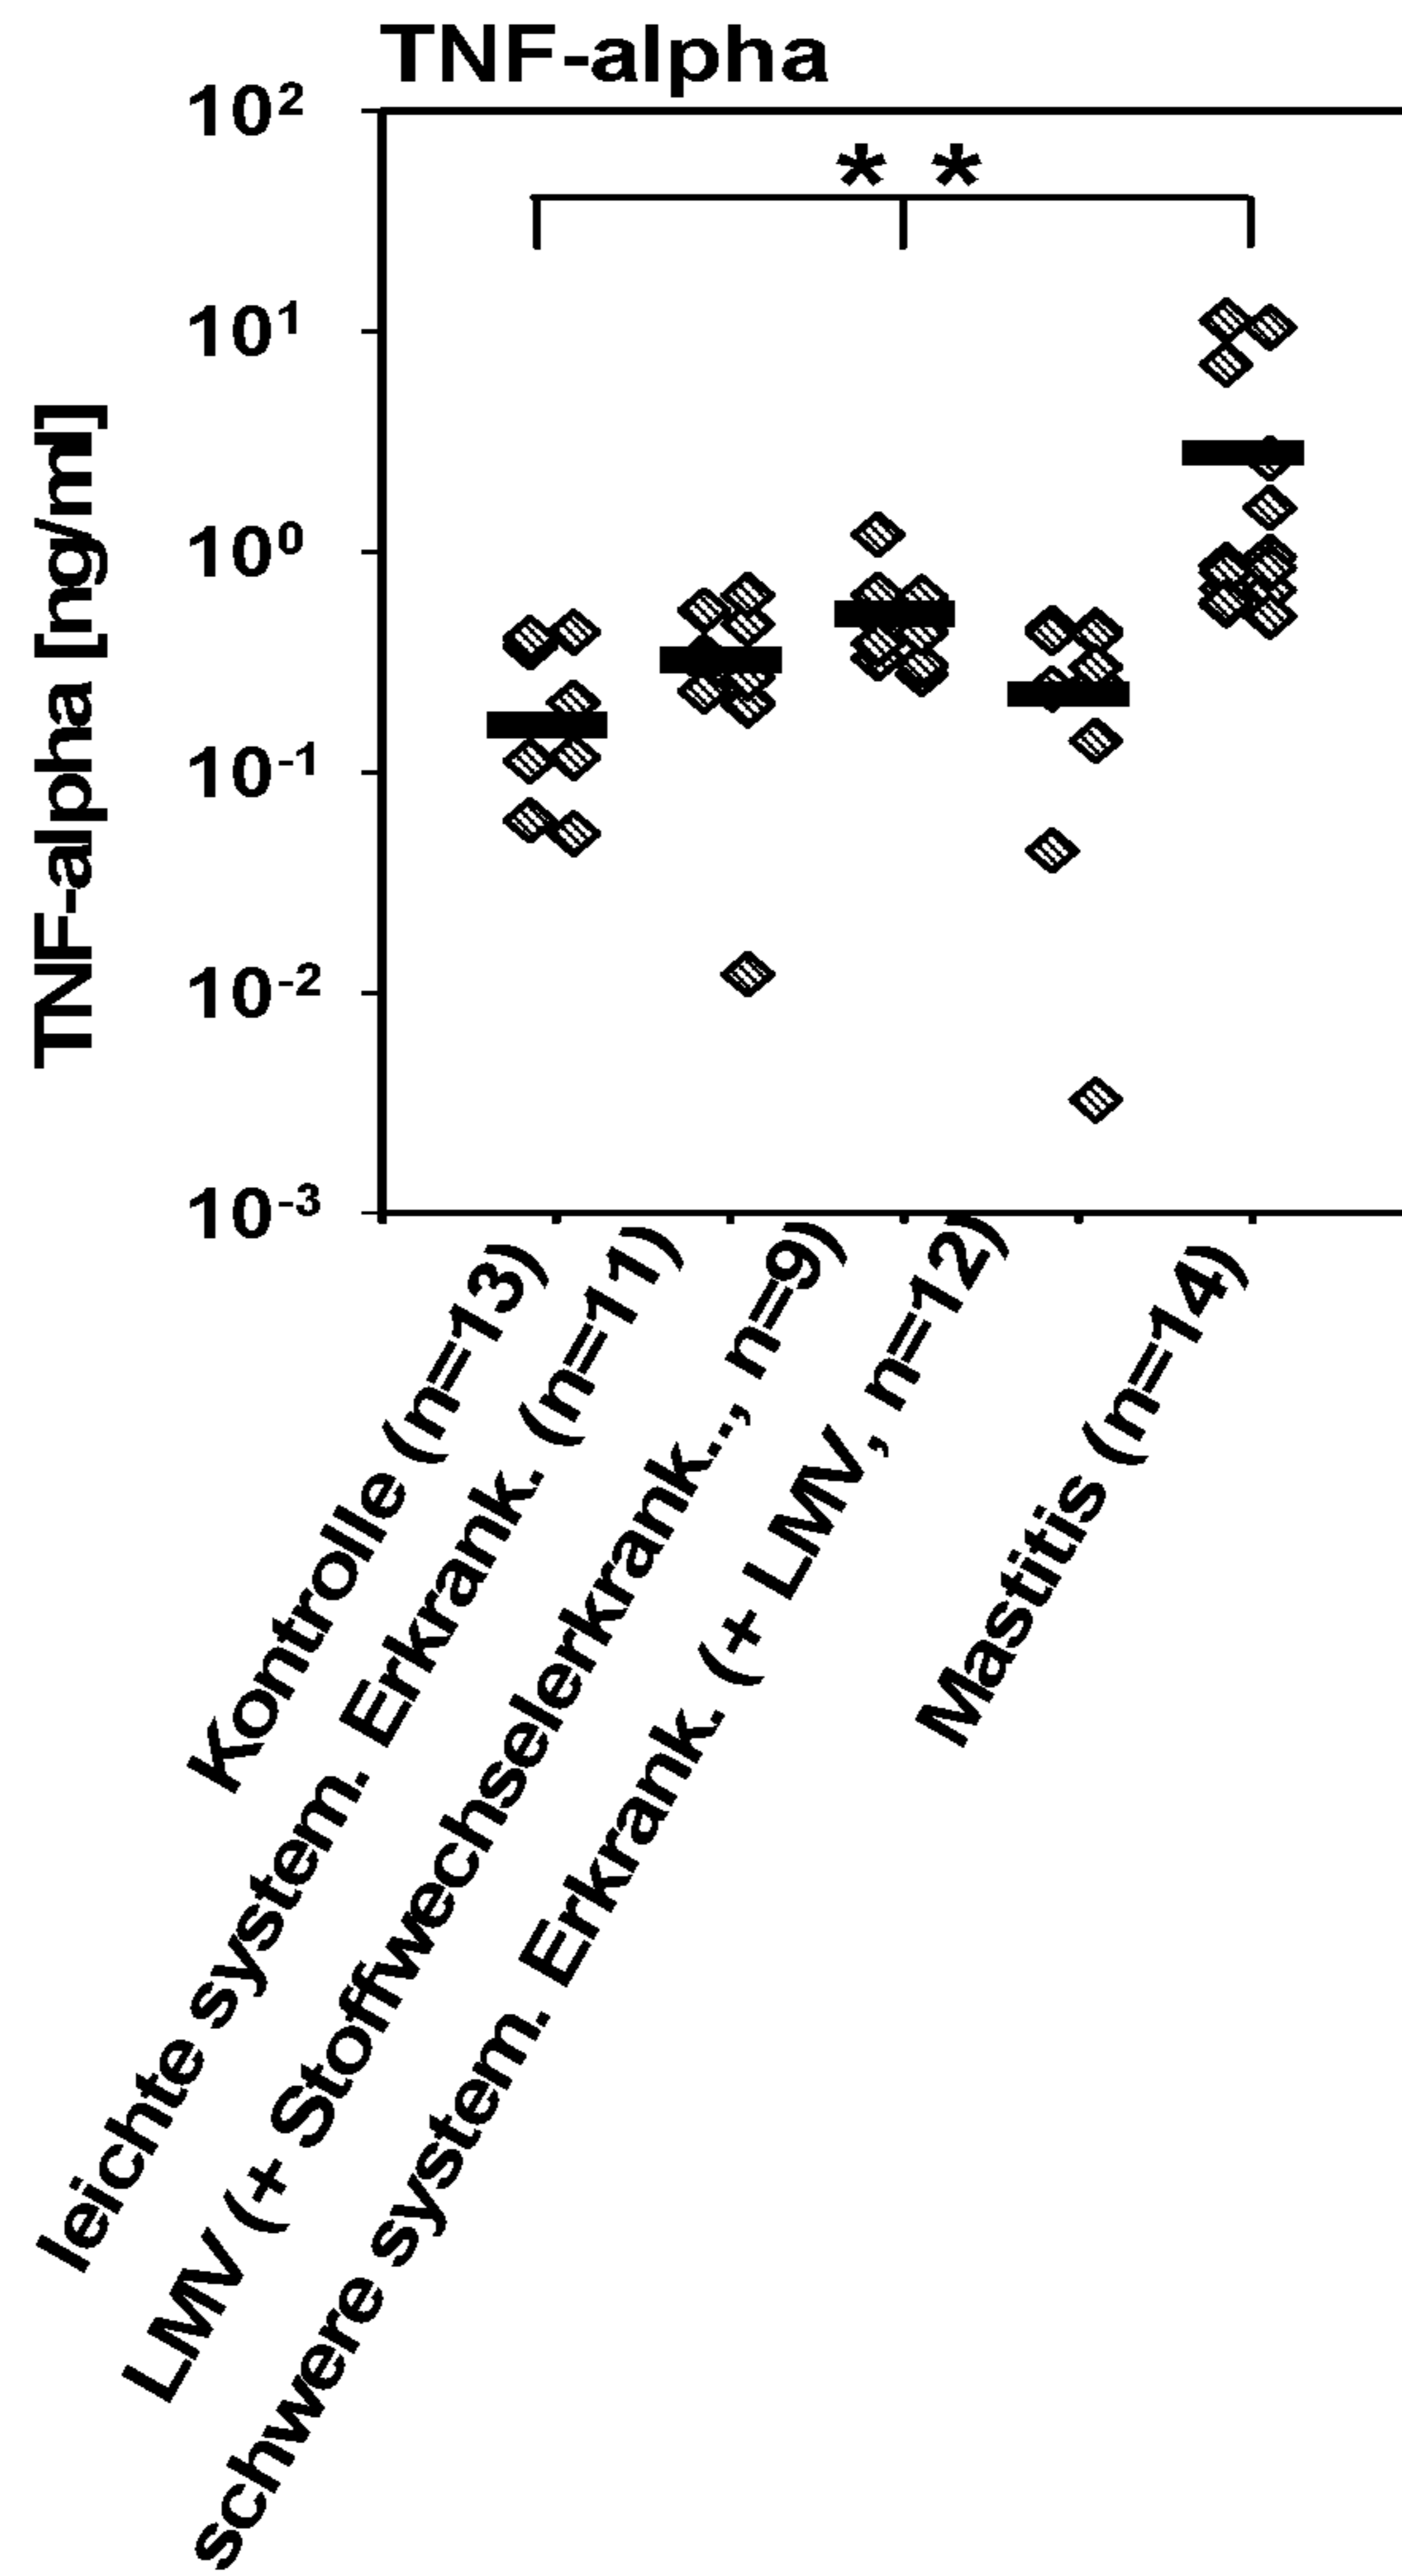 TNF-alpha
10²
* *
10¹
TNF-alpha [ng/ml]
10⁰
10⁻¹
10⁻²
10⁻³
Kontrolle (n=13)
leichte system. Erkrank. (n=11)
LMV (+ Stoffwechselerkrank.., n=9)
schwere system. Erkrank. (+ LMV, n=12)
Mastitis (n=14)